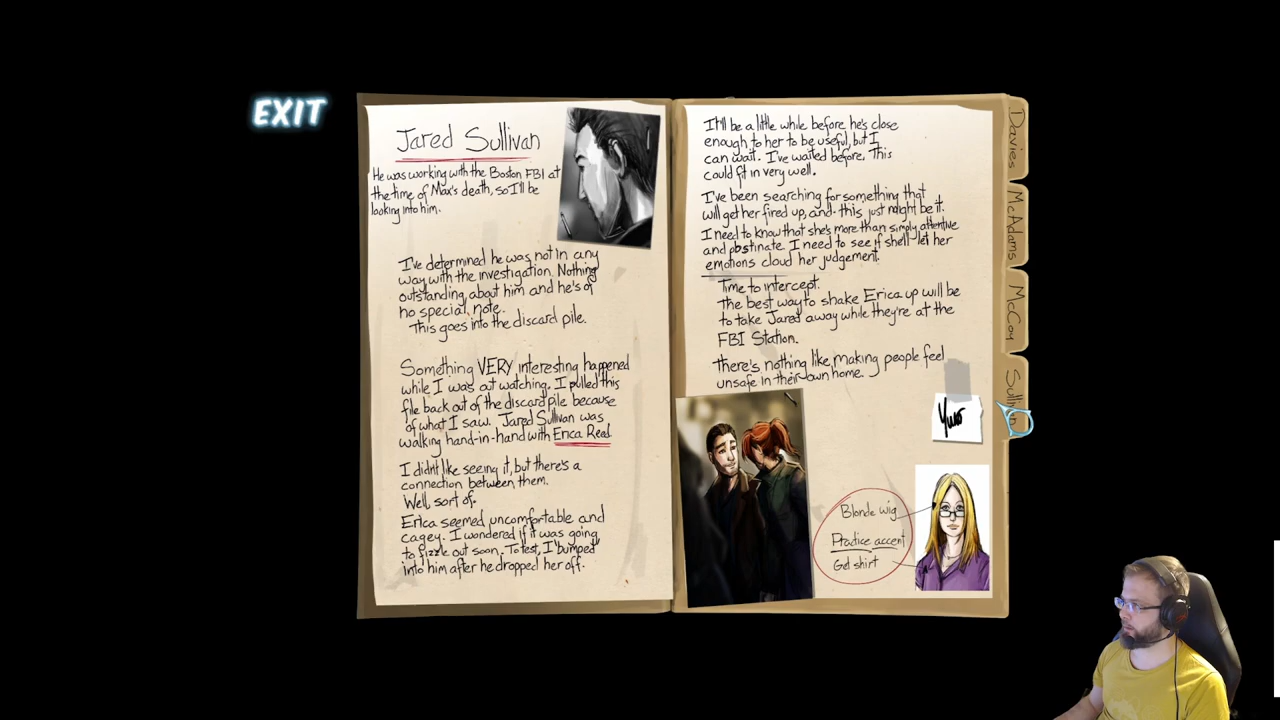 EXIT
Jared Sullivan
He was working with the Boston FBI at
the time of Max's death, so I'll be
looking into him.
I've determined he was not in any
way with the investigation. Nothing
outstanding about him and he's of
no special note.
This goes into the discard pile.
Something VERY interesting happened
while I was out watching. I pulled this
file back out of the discard pile because
of what I saw. Jared Sullivan was
walking hand-in-hand with Erica Reed
I didn't like seeing it, but there's a
connection between them.
Well, sort of.
Erica seemed uncomfortable and
cagey. I wondered if it was going
to fizzle out soon. To test, I bumped
into him after he dropped her off.
It'll be a little while before he's close
enough to her to be useful, but I
can wait. I've waited before. This
could fit in very well.
I've been searching for something that
will get her fired up, and this just might be it.
I need to know that she's more than simply attentive
and obstinate. I need to see if she'll let her
emotions cloud her judgement.
Time to intercept.
The best way to shake Erica up will be
to take Jared away while they're at the
FBI Station.
There's nothing like making people feel
unsafe in their own home.
Blonde wig
Practice accent
Get shirt
Davies
McAdams
McCoy
Sullivan